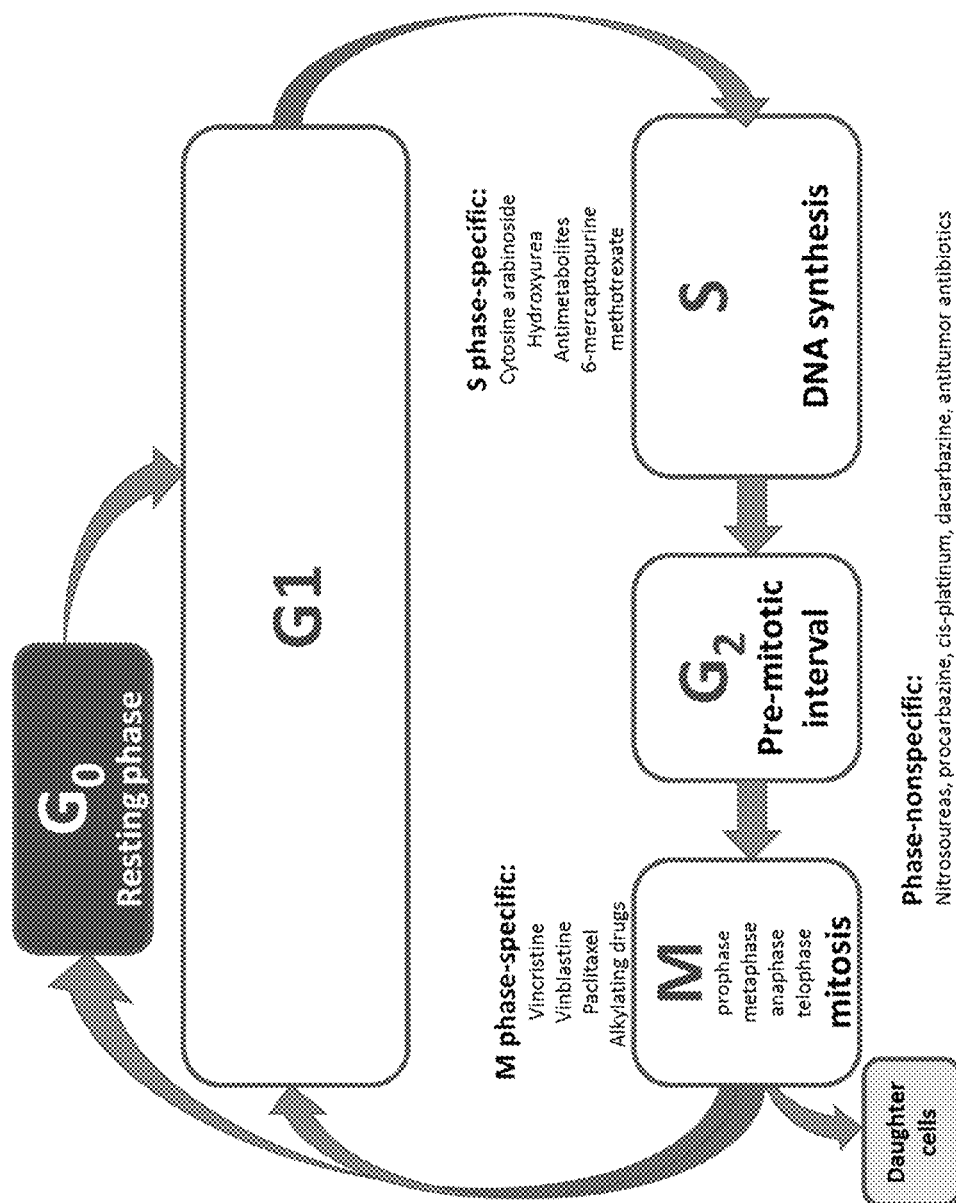 G0
Resting phase
G1
S phase-specific:
Cytosine arabinoside
Hydroxyurea
Antimetabolites
6-mercaptopurine
methotrexate
M phase-specific:
Vincristine
Vinblastine
Paclitaxel
Alkylating drugs
M
prophase
metaphase
anaphase
telophase
mitosis
G2
Pre-mitotic
interval
S
DNA synthesis
Daughter
cells
Phase-nonspecific:
Nitrosoureas, procarbazine, cis-platinum, dacarbazine, antitumor antibiotics